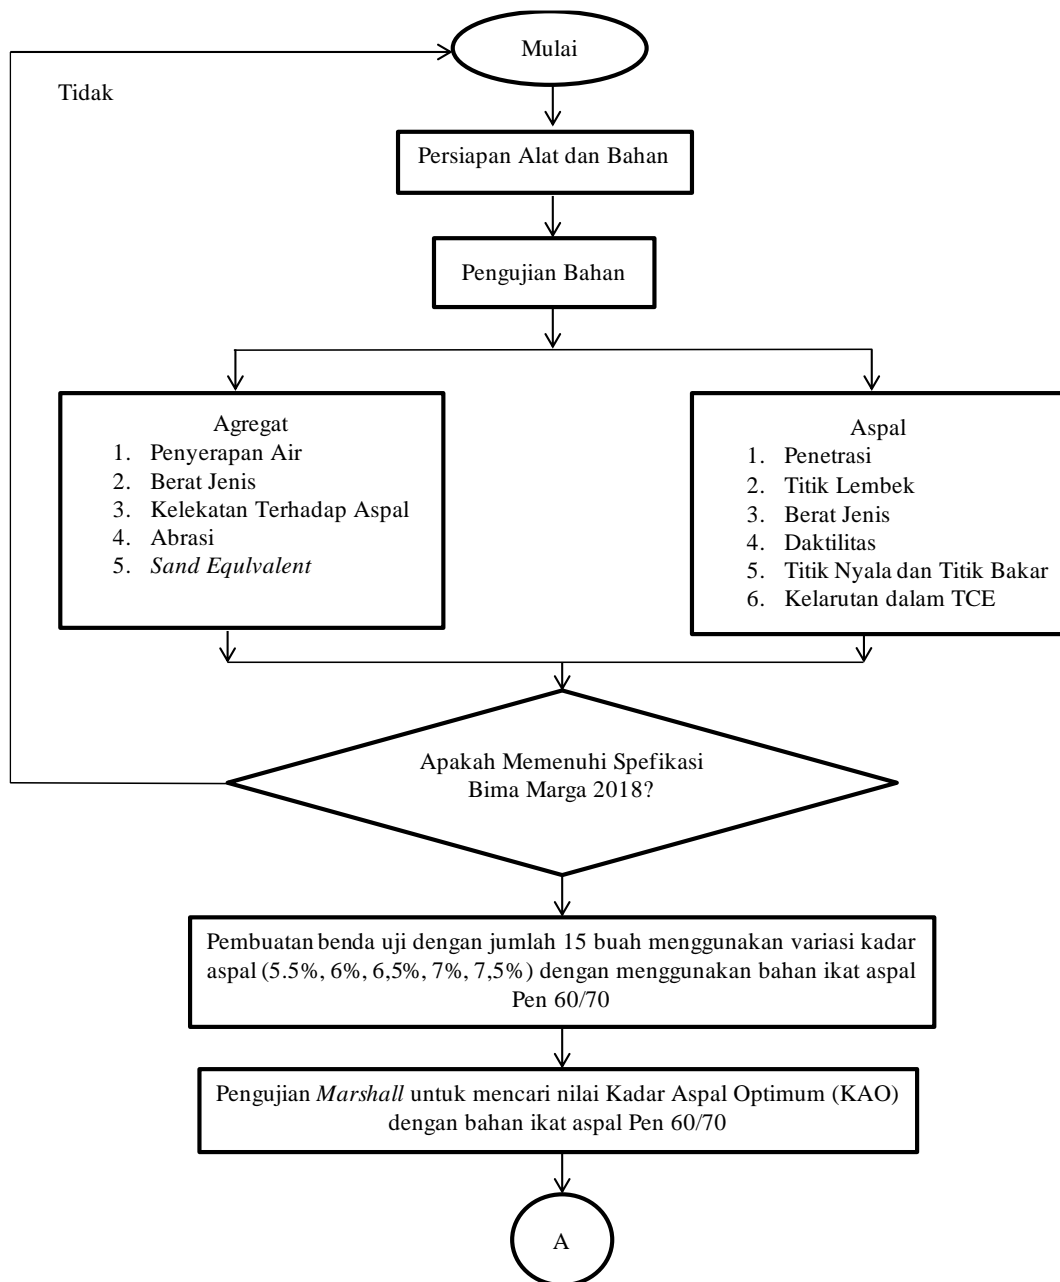 Mulai
Tidak
Persiapan Alat dan Bahan
Pengujian Bahan
Agregat
1. Penyerapan Air
2. Berat Jenis
3. Kelekatan Terhadap Aspal
4. Abrasi
5. Sand Equlvalent
Aspal
1. Penetrasi
2. Titik Lembek
3. Berat Jenis
4. Daktilitas
5. Titik Nyala dan Titik Bakar
6. Kelarutan dalam TCE
Apakah Memenuhi Spefikasi
Bima Marga 2018?
Pembuatan benda uji dengan jumlah 15 buah menggunakan variasi kadar
aspal (5.5%, 6%, 6,5%, 7%, 7,5%) dengan menggunakan bahan ikat aspal
Pen 60/70
Pengujian Marshall untuk mencari nilai Kadar Aspal Optimum (KAO)
dengan bahan ikat aspal Pen 60/70
A